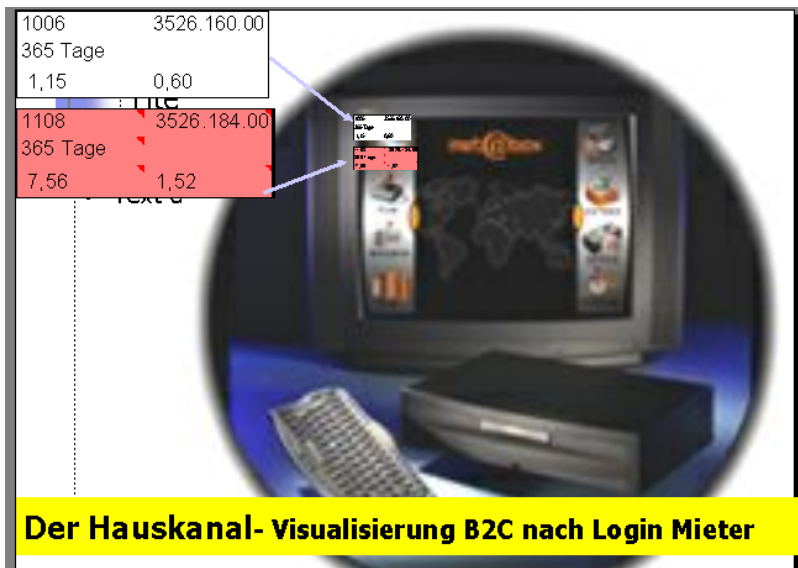 1006 3526.160.00
365 Tage
1,15 0,60
1108 3526.184.00
365 Tage
7,56 1,52
Der Hauskanal- Visualisierung B2C nach Login Mieter